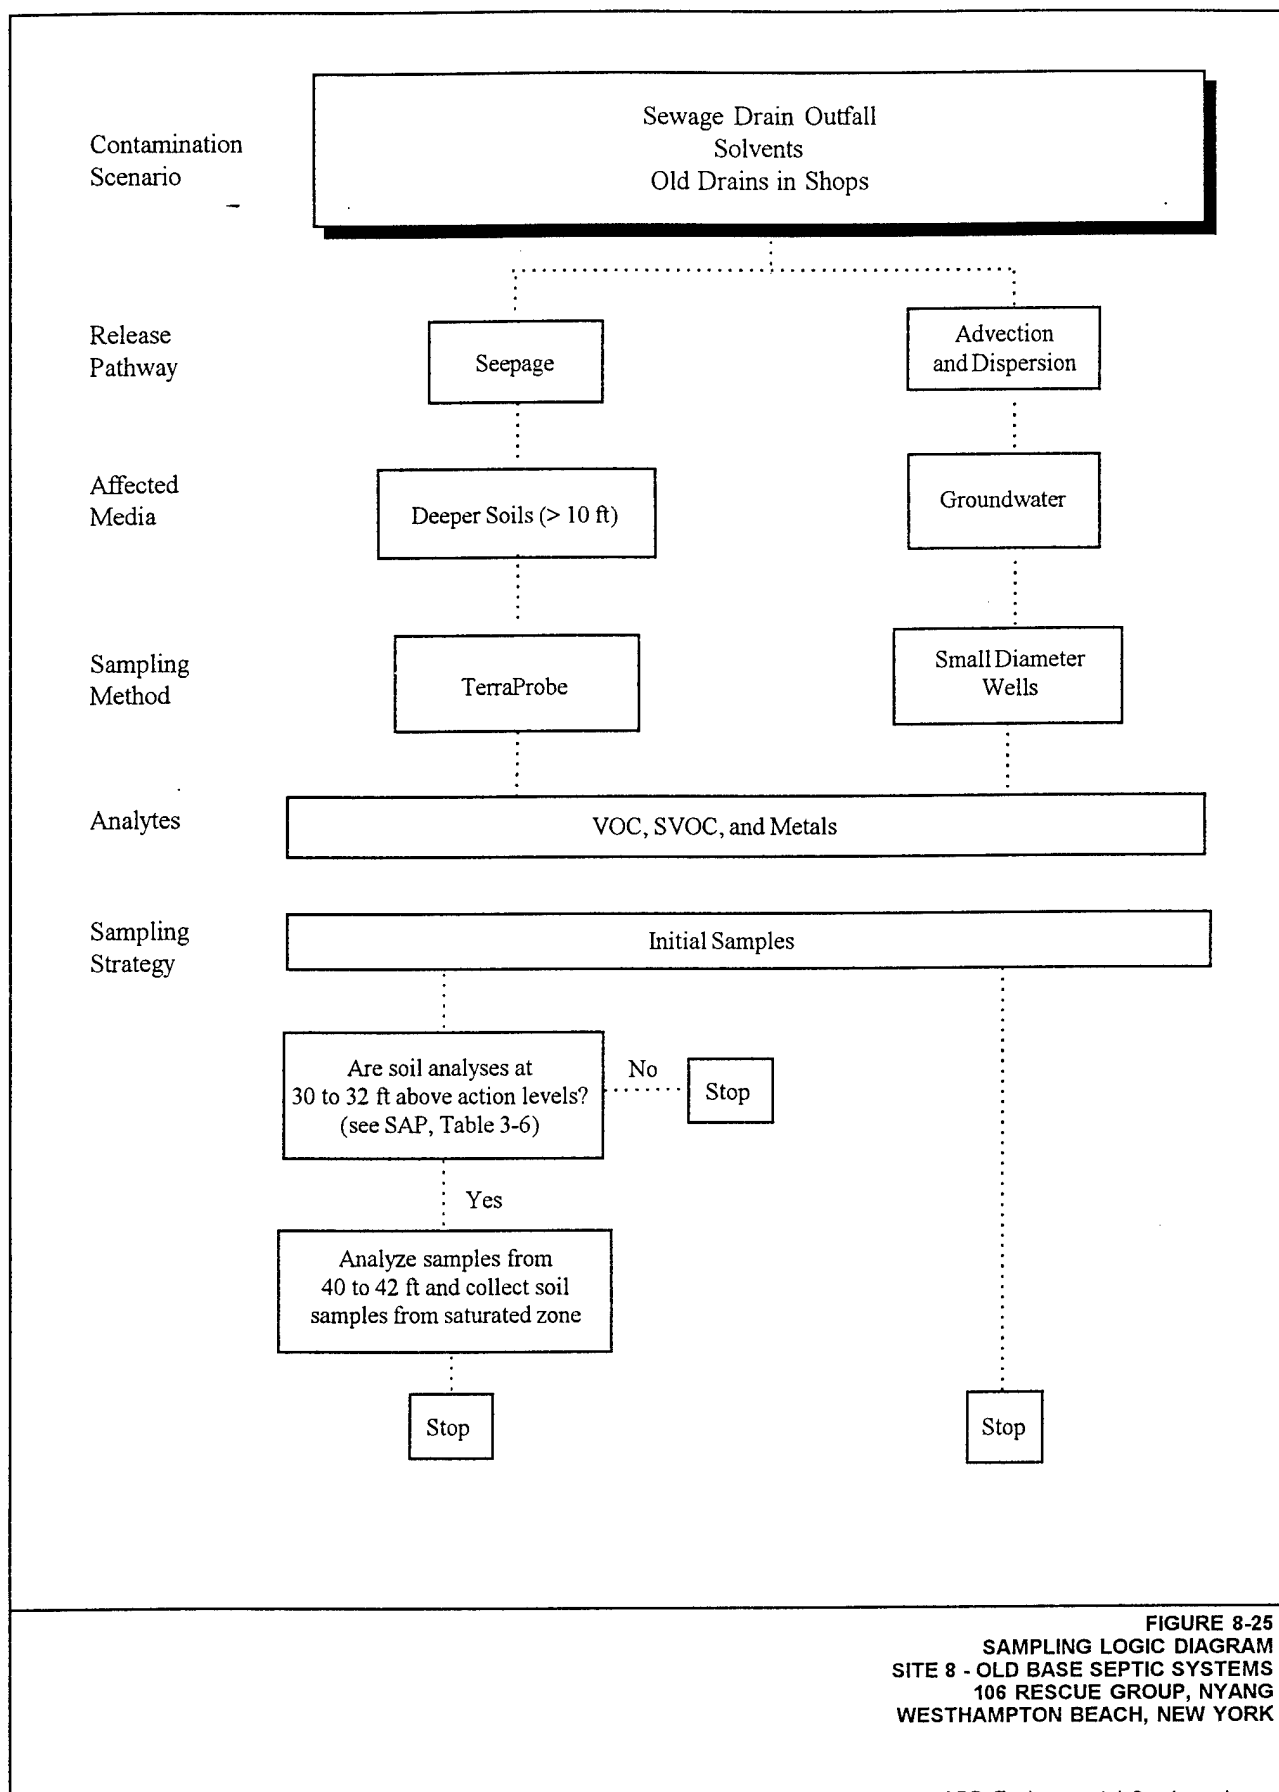 Contamination
Scenario
Sewage Drain Outfall
Solvents
Old Drains in Shops
Release
Pathway
Seepage
Advection
and Dispersion
Affected
Media
Deeper Soils (> 10 ft)
Groundwater
Sampling
Method
TerraProbe
Small Diameter
Wells
Analytes
VOC, SVOC, and Metals
Sampling
Strategy
Initial Samples
Are soil analyses at
30 to 32 ft above action levels?
(see SAP, Table 3-6)
No
Stop
Yes
Analyze samples from
40 to 42 ft and collect soil
samples from saturated zone
Stop
Stop
FIGURE 8-25
SAMPLING LOGIC DIAGRAM
SITE 8 - OLD BASE SEPTIC SYSTEMS
106 RESCUE GROUP, NYANG
WESTHAMPTON BEACH, NEW YORK